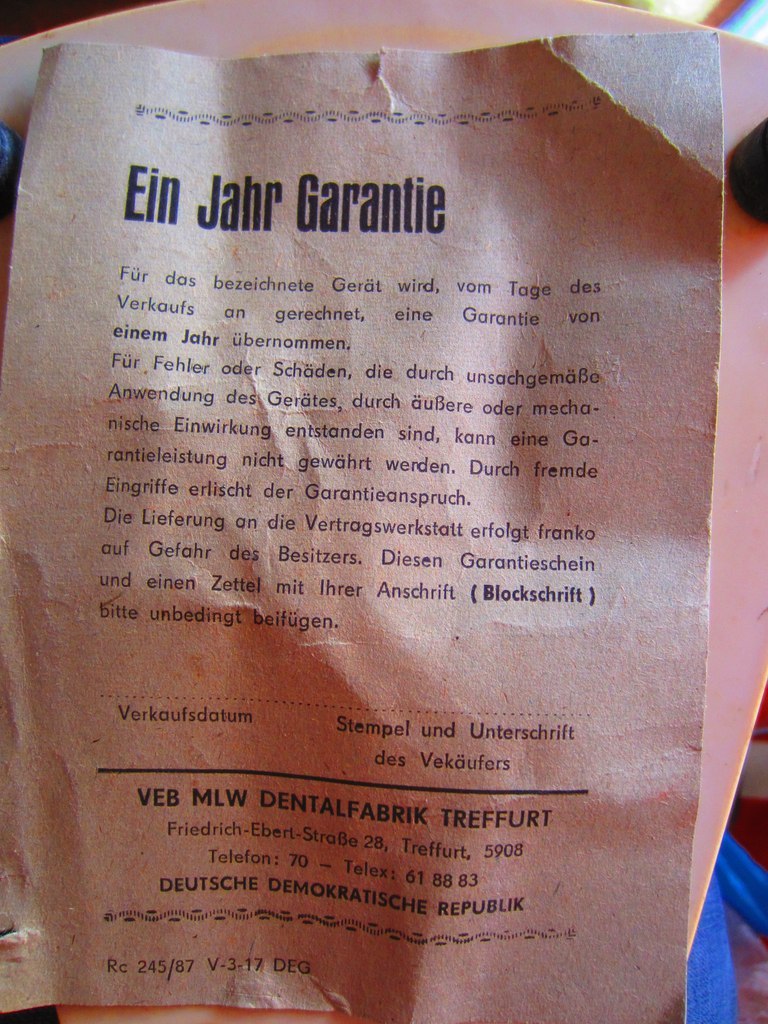 Ein Jahr Garantie
Für das bezeichnete Gerät wird, vom Tage des
Verkaufs an gerechnet, eine Garantie von
einem Jahr übernommen.
Für Fehler oder Schäden, die durch unsachgemäße
Anwendung des Gerätes, durch äußere oder mecha-
nische Einwirkung entstanden sind, kann eine Ga-
rantieleistung nicht gewährt werden. Durch fremde
Eingriffe erlischt der Garantieanspruch.
Die Lieferung an die Vertragswerkstatt erfolgt franko
auf Gefahr des Besitzers. Diesen Garantieschein
und einen Zettel mit Ihrer Anschrift (Blockschrift)
bitte unbedingt beifügen.
Verkaufsdatum Stempel und Unterschrift
des Vekäufers
VEB MLW DENTALFABRIK TREFFURT
Friedrich-Ebert-Straße 28, Treffurt, 5908
Telefon: 70 – Telex: 61 88 83
DEUTSCHE DEMOKRATISCHE REPUBLIK
Rc 245/87 V-3-17 DEG